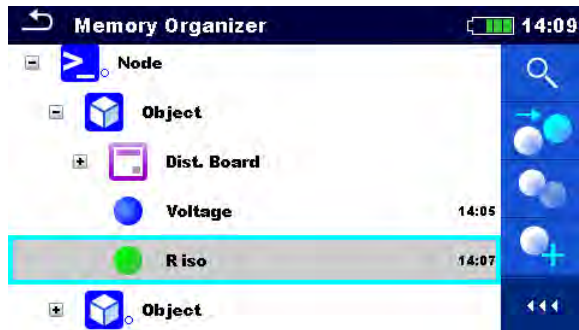 Memory Organizer 14:09
Node
Object
Dist. Board
Voltage 14:05
R iso 14:07
Object